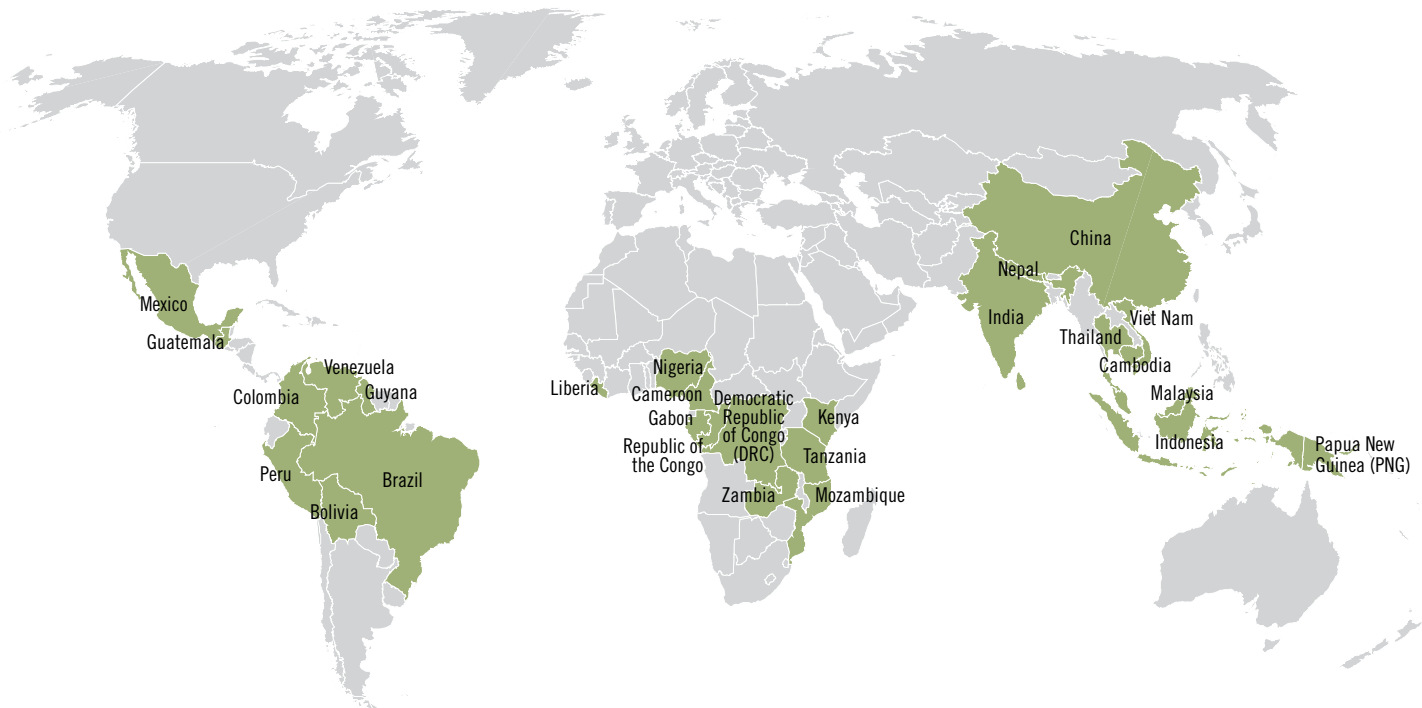 Mexico
Guatemala
Venezuela
Colombia
Guyana
Peru
Brazil
Bolivia
Liberia
Nigeria
Cameroon
Gabon
Republic of
the Congo
Democratic
Republic
of Congo
(DRC)
Kenya
Tanzania
Zambia
Mozambique
China
Nepal
India
Viet Nam
Thailand
Cambodia
Malaysia
Indonesia
Papua New
Guinea (PNG)